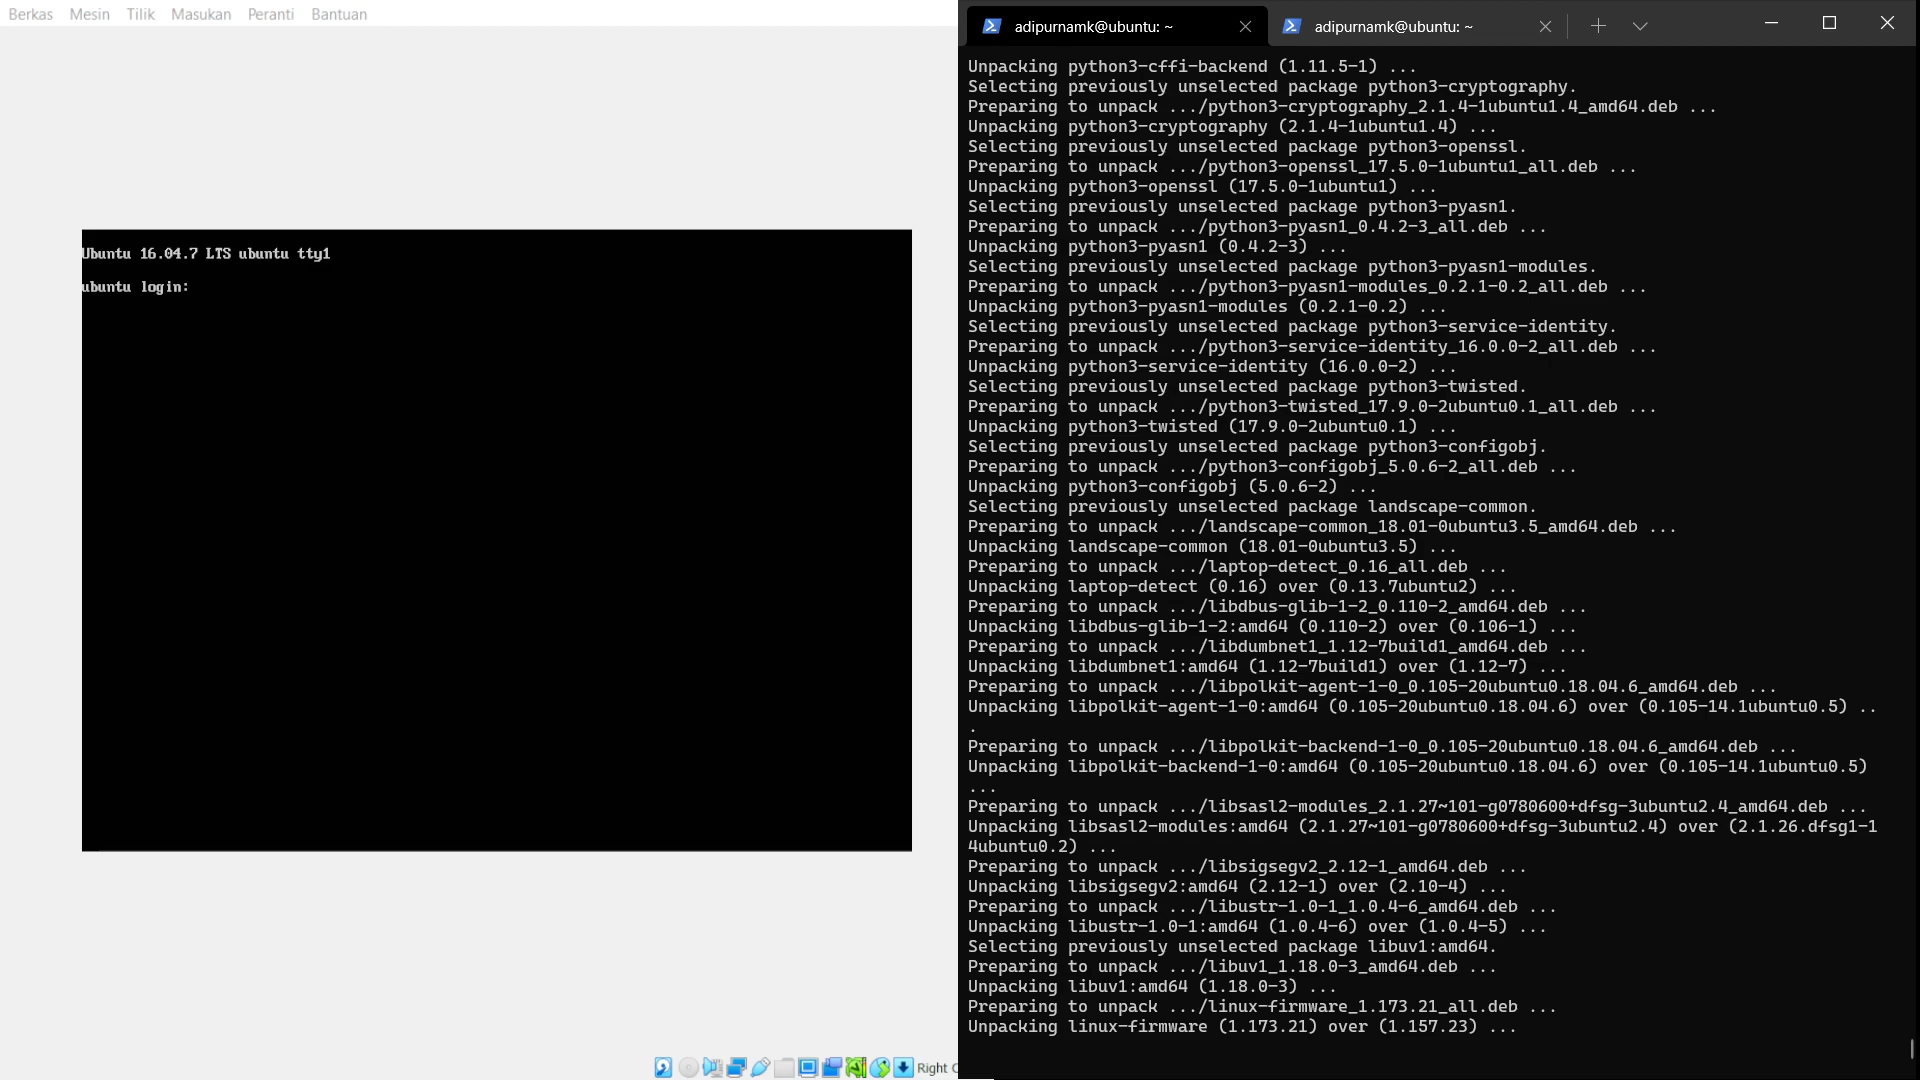 Berkas Mesin Tilik Masukan Peranti Bantuan
Ubuntu 16.04.7 LTS ubuntu tty1
ubuntu login:
Right C
adipurnamk@ubuntu: ~
adipurnamk@ubuntu: ~
Unpacking python3-cffi-backend (1.11.5-1) ...
Selecting previously unselected package python3-cryptography.
Preparing to unpack .../python3-cryptography_2.1.4-1ubuntu1.4_amd64.deb ...
Unpacking python3-cryptography (2.1.4-1ubuntu1.4) ...
Selecting previously unselected package python3-openssl.
Preparing to unpack .../python3-openssl_17.5.0-1ubuntu1_all.deb ...
Unpacking python3-openssl (17.5.0-1ubuntu1) ...
Selecting previously unselected package python3-pyasn1.
Preparing to unpack .../python3-pyasn1_0.4.2-3_all.deb ...
Unpacking python3-pyasn1 (0.4.2-3) ...
Selecting previously unselected package python3-pyasn1-modules.
Preparing to unpack .../python3-pyasn1-modules_0.2.1-0.2_all.deb ...
Unpacking python3-pyasn1-modules (0.2.1-0.2) ...
Selecting previously unselected package python3-service-identity.
Preparing to unpack .../python3-service-identity_16.0.0-2_all.deb ...
Unpacking python3-service-identity (16.0.0-2) ...
Selecting previously unselected package python3-twisted.
Preparing to unpack .../python3-twisted_17.9.0-2ubuntu0.1_all.deb ...
Unpacking python3-twisted (17.9.0-2ubuntu0.1) ...
Selecting previously unselected package python3-configobj.
Preparing to unpack .../python3-configobj_5.0.6-2_all.deb ...
Unpacking python3-configobj (5.0.6-2) ...
Selecting previously unselected package landscape-common.
Preparing to unpack .../landscape-common_18.01-0ubuntu3.5_amd64.deb ...
Unpacking landscape-common (18.01-0ubuntu3.5) ...
Preparing to unpack .../laptop-detect_0.16_all.deb ...
Unpacking laptop-detect (0.16) over (0.13.7ubuntu2) ...
Preparing to unpack .../libdbus-glib-1-2_0.110-2_amd64.deb ...
Unpacking libdbus-glib-1-2:amd64 (0.110-2) over (0.106-1) ...
Preparing to unpack .../libdumbnet1_1.12-7build1_amd64.deb ...
Unpacking libdumbnet1:amd64 (1.12-7build1) over (1.12-7) ...
Preparing to unpack .../libpolkit-agent-1-0_0.105-20ubuntu0.18.04.6_amd64.deb ...
Unpacking libpolkit-agent-1-0:amd64 (0.105-20ubuntu0.18.04.6) over (0.105-14.1ubuntu0.5) ..
.
Preparing to unpack .../libpolkit-backend-1-0_0.105-20ubuntu0.18.04.6_amd64.deb ...
Unpacking libpolkit-backend-1-0:amd64 (0.105-20ubuntu0.18.04.6) over (0.105-14.1ubuntu0.5)
...
Preparing to unpack .../libsasl2-modules_2.1.27~101-g0780600+dfsg-3ubuntu2.4_amd64.deb ...
Unpacking libsasl2-modules:amd64 (2.1.27~101-g0780600+dfsg-3ubuntu2.4) over (2.1.26.dfsg1-1
4ubuntu0.2) ...
Preparing to unpack .../libsigsegv2_2.12-1_amd64.deb ...
Unpacking libsigsegv2:amd64 (2.12-1) over (2.10-4) ...
Preparing to unpack .../libustr-1.0-1_1.0.4-6_amd64.deb ...
Unpacking libustr-1.0-1:amd64 (1.0.4-6) over (1.0.4-5) ...
Selecting previously unselected package libuv1:amd64.
Preparing to unpack .../libuv1_1.18.0-3_amd64.deb ...
Unpacking libuv1:amd64 (1.18.0-3) ...
Preparing to unpack .../linux-firmware_1.173.21_all.deb ...
Unpacking linux-firmware (1.173.21) over (1.157.23) ...